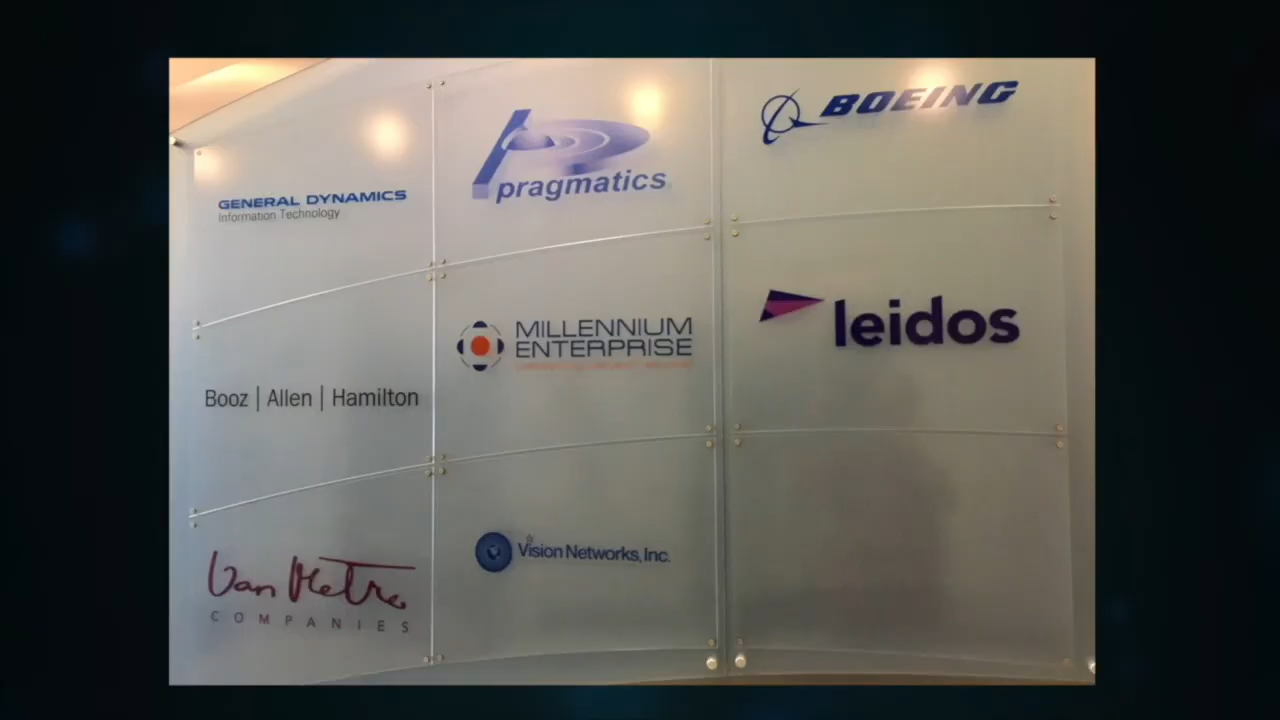 GENERAL DYNAMICS
Information Technology
pragmatics
BOEING
Booz | Allen | Hamilton
MILLENNIUM
ENTERPRISE
leidos
Van Metre
COMPANIES
Vision Networks, Inc.